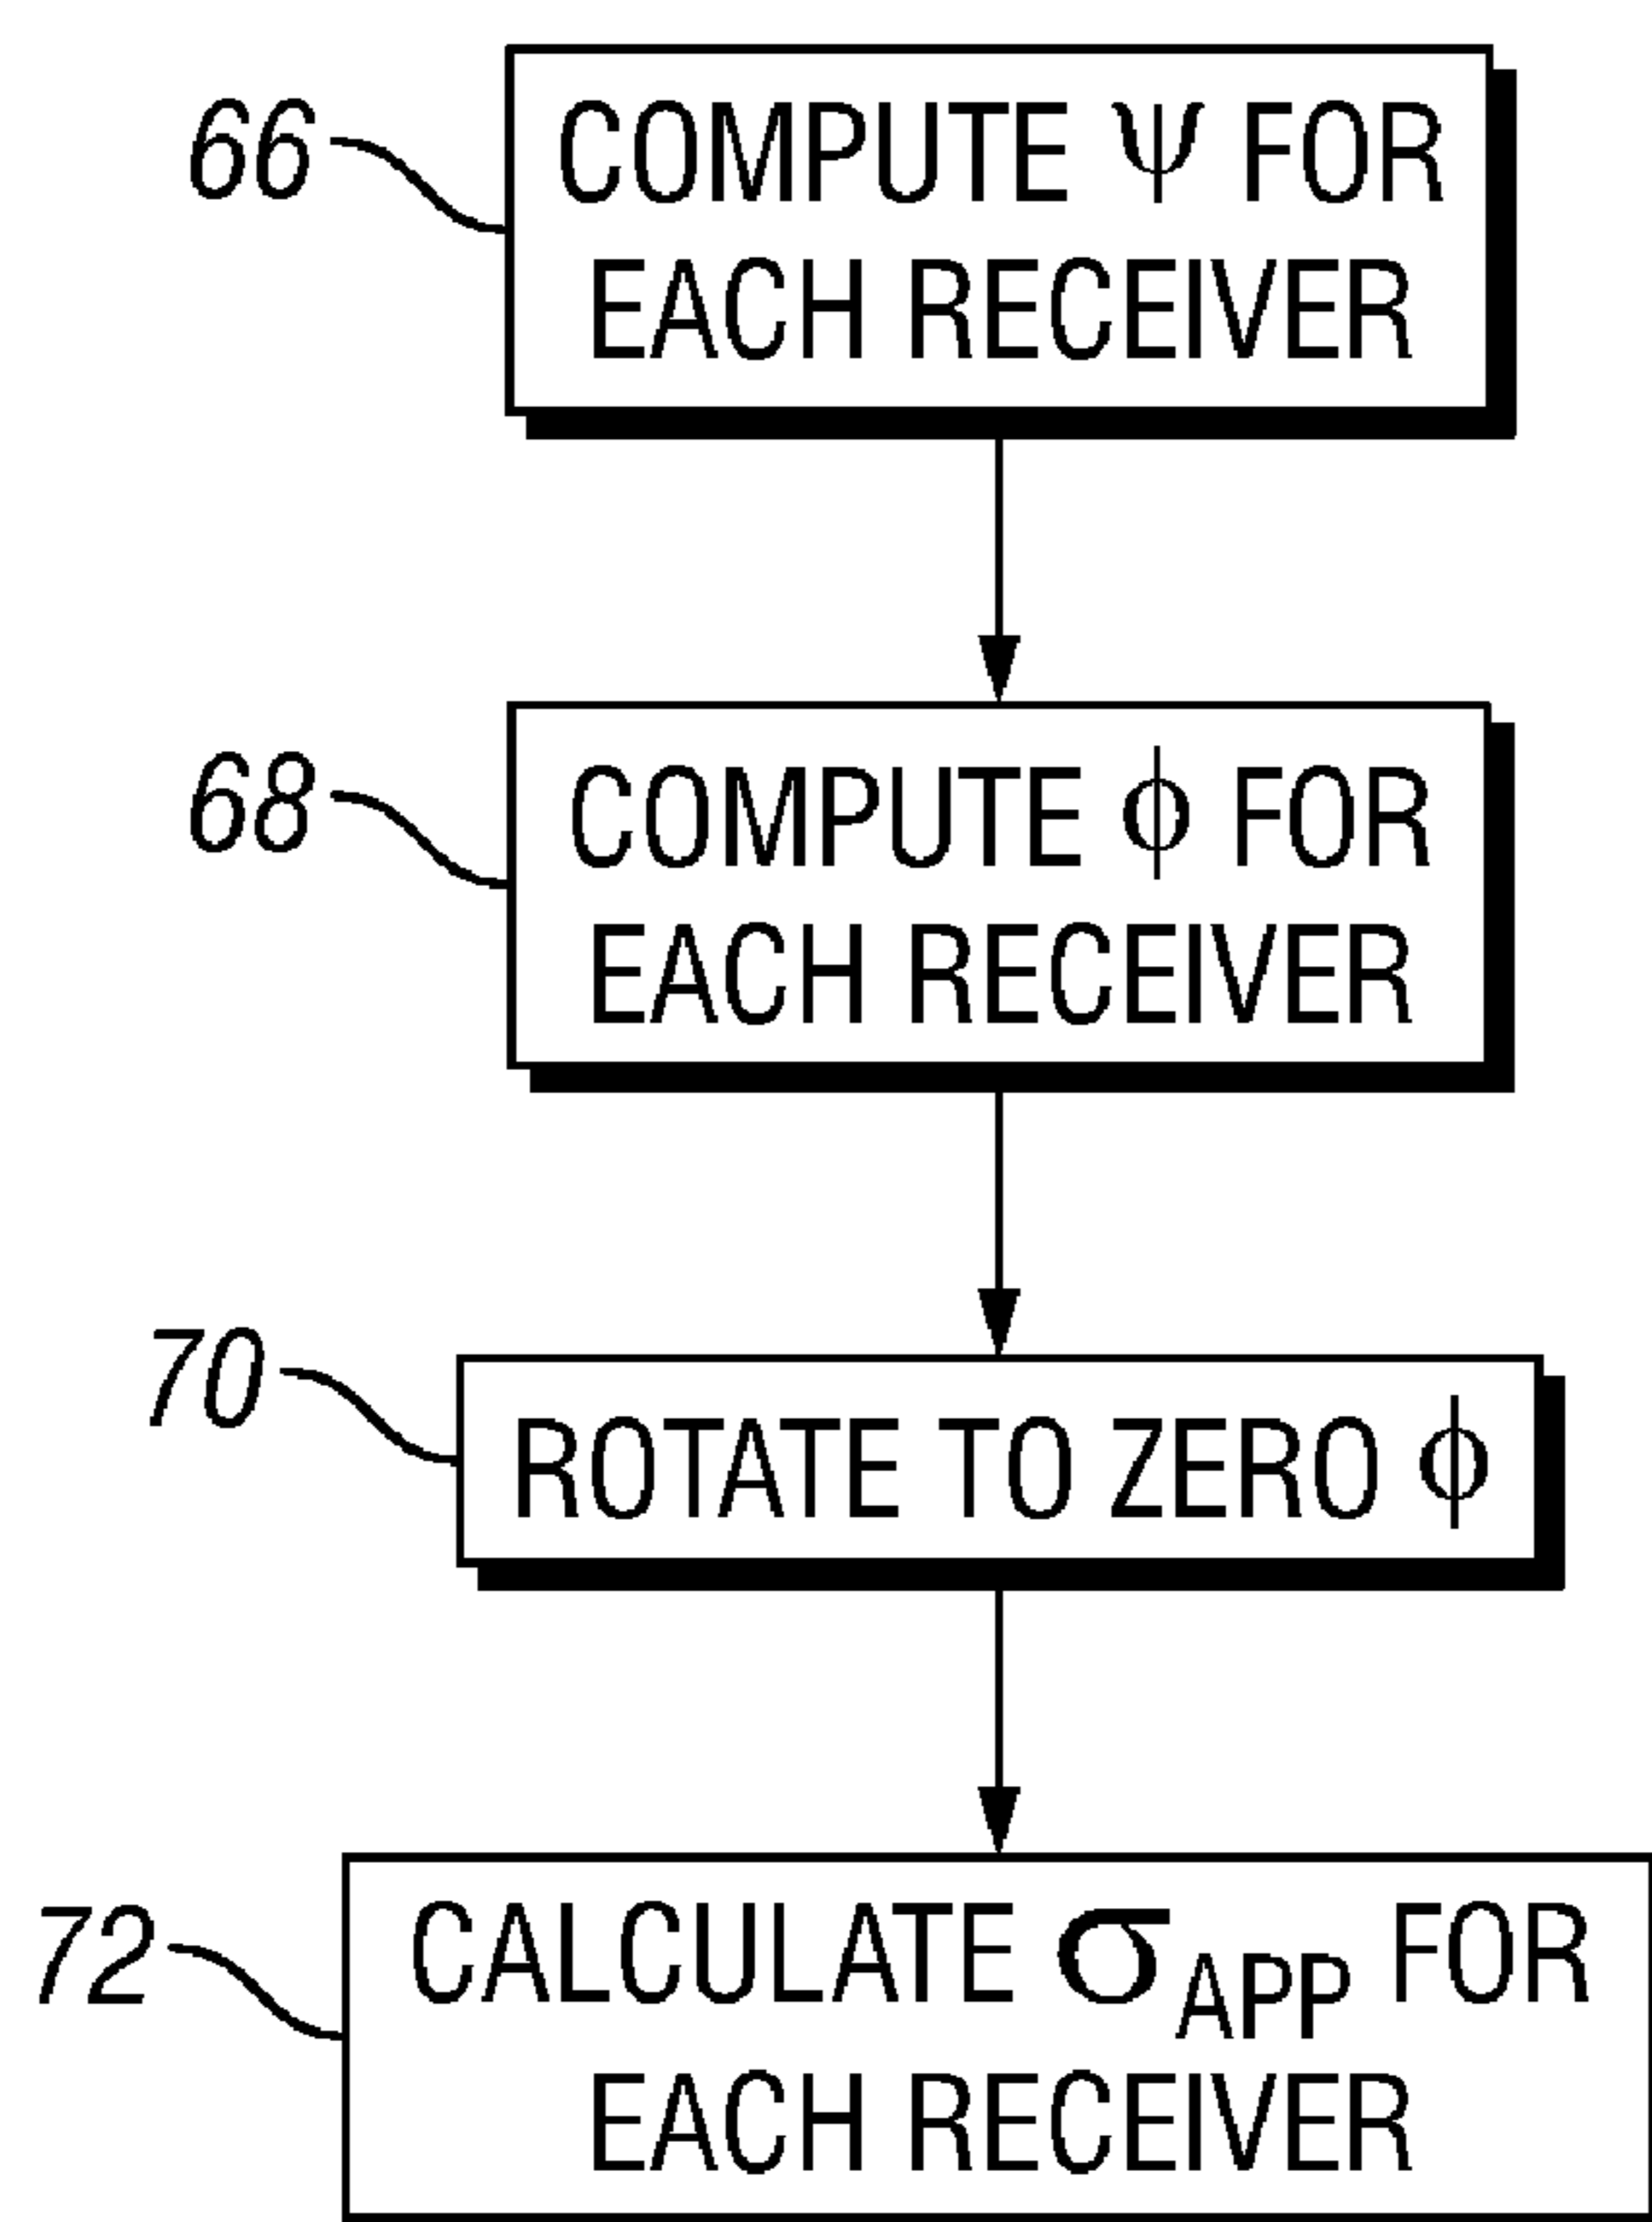 66
COMPUTE ψ FOR
EACH RECEIVER
68
COMPUTE ϕ FOR
EACH RECEIVER
70
ROTATE TO ZERO ϕ
72
CALCULATE σAPP FOR
EACH RECEIVER